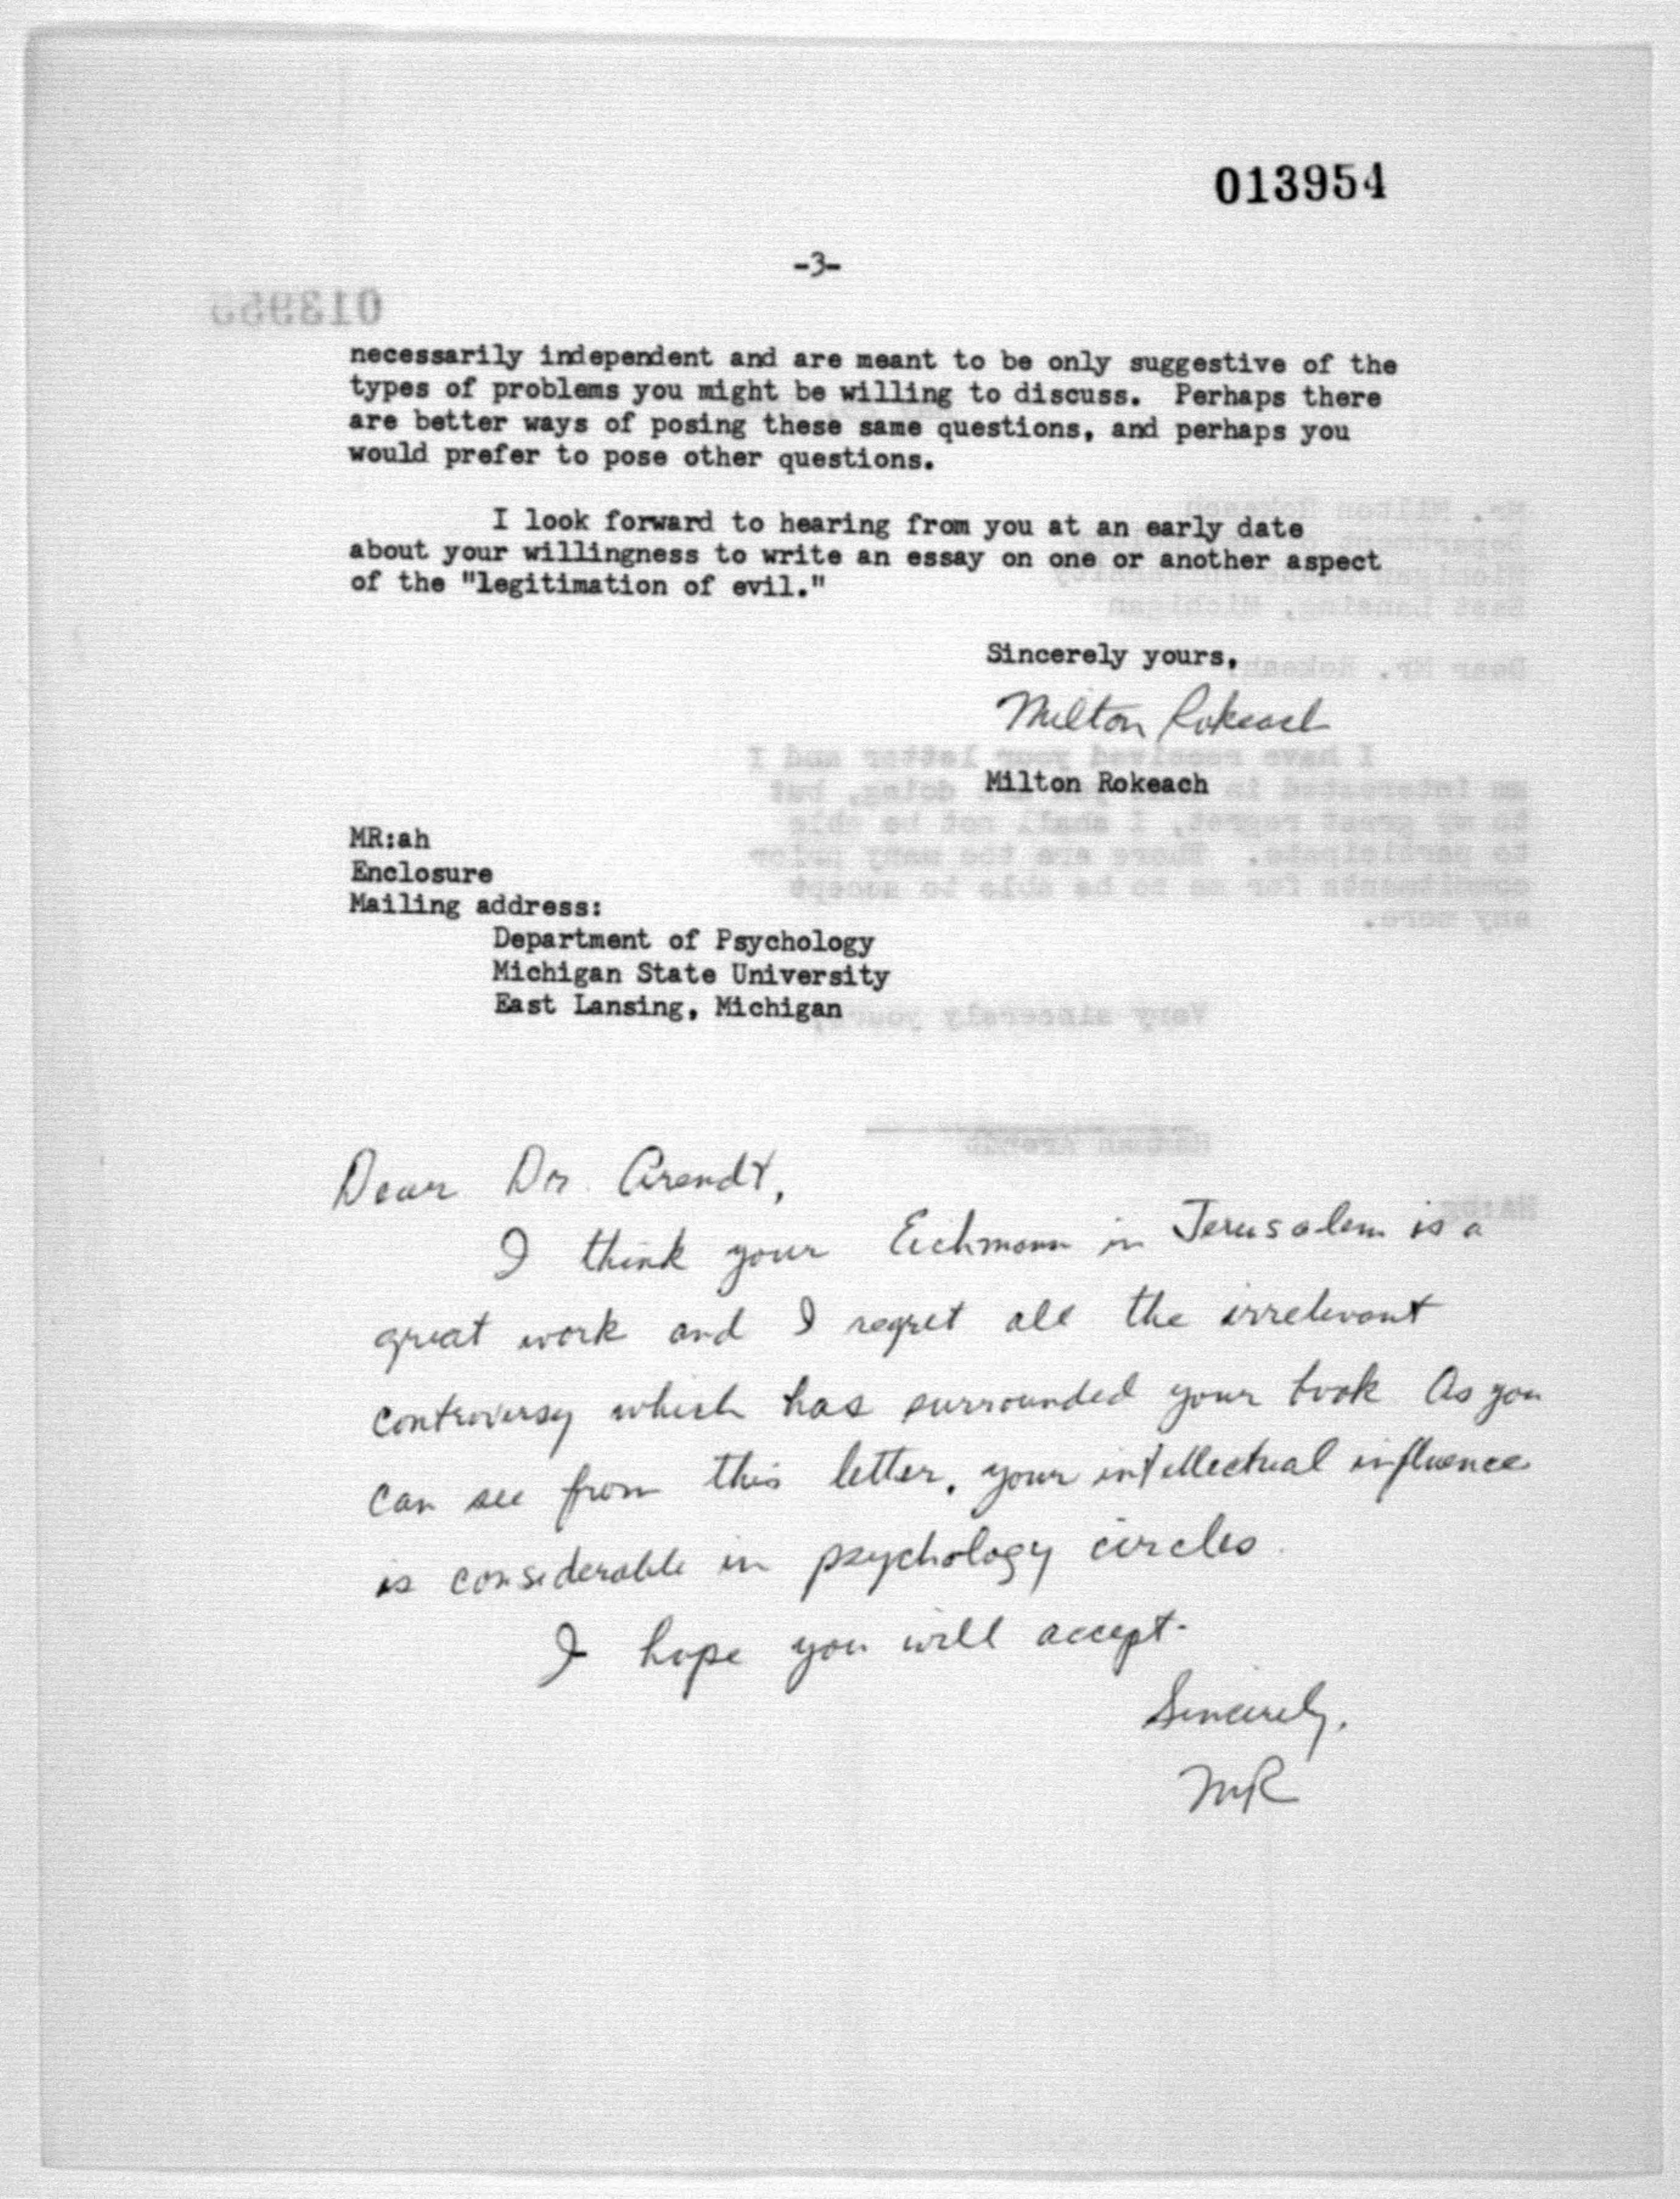 013954
-3-
necessarily independent and are meant to be only suggestive of the
types of problems you might be willing to discuss. Perhaps there
are better ways of posing these same questions, and perhaps you
would prefer to pose other questions.
I look forward to hearing from you at an early date
about your willingness to write an essay on one or another aspect
of the "legitimation of evil."
Sincerely yours,
Milton Rokeach
Milton Rokeach
MR:ah
Enclosure
Mailing address:
Department of Psychology
Michigan State University
East Lansing, Michigan
Dear Dr. Arendt,
I think your Eichmann in Jerusalem is a
great work and I regret all the irrelevant
controversy which has surrounded your book As you
can see from this letter, your intellectual influence
is considerable in psychology circles.
I hope you will accept.
Sincerely,
MR